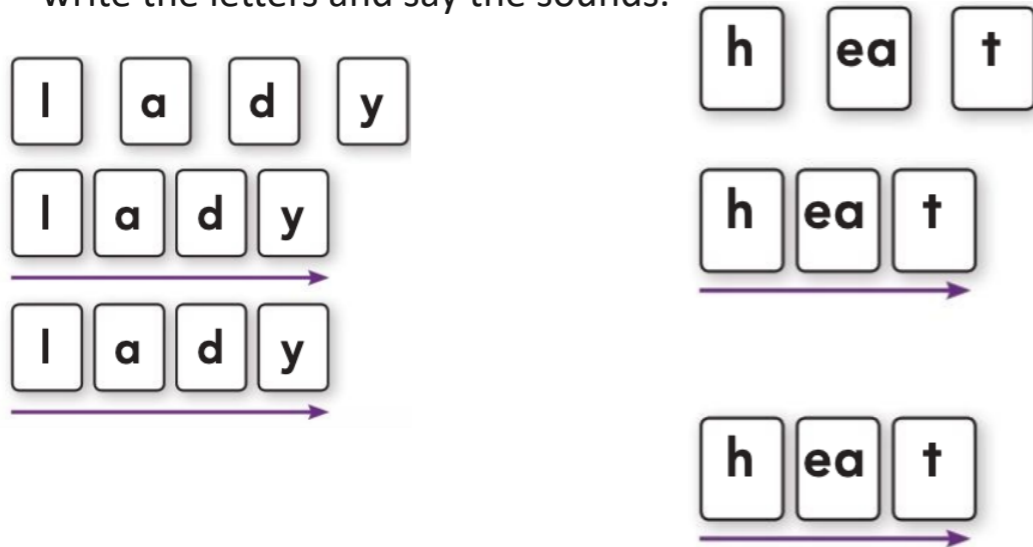 write the letters and say the sounds.
l a d y
l a d y
l a d y
h ea t
h ea t
h ea t